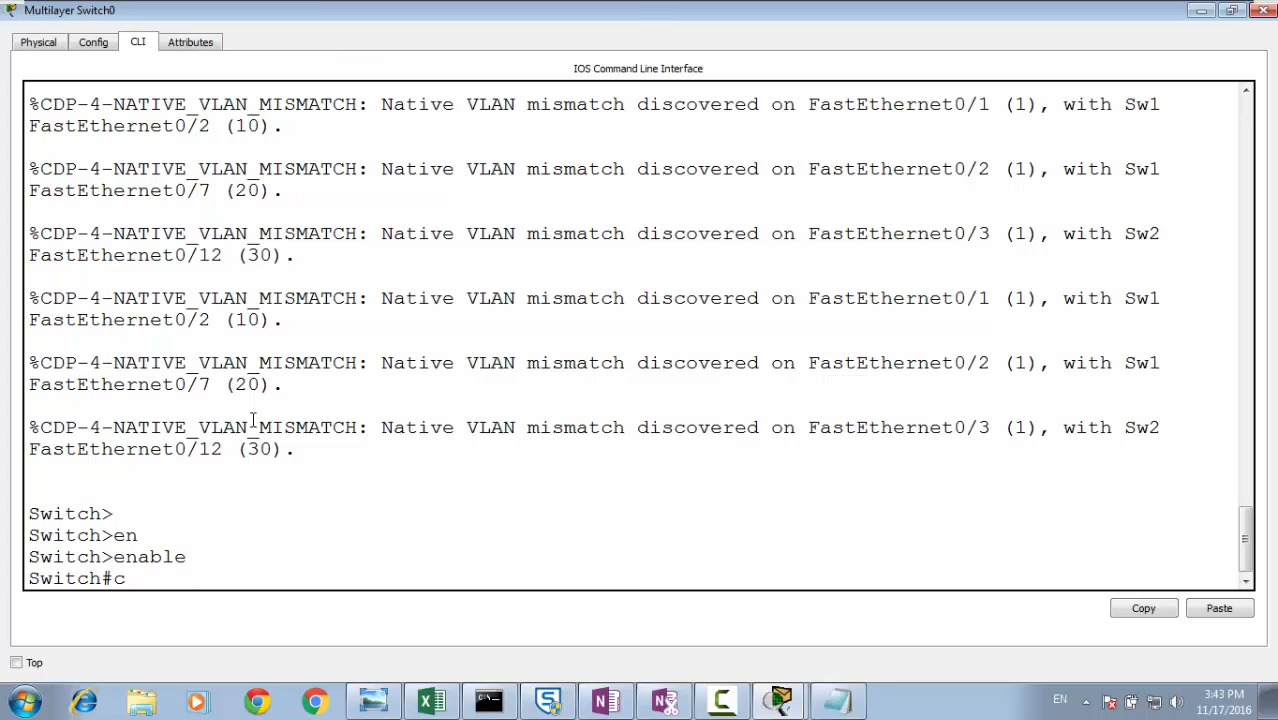 Multilayer Switch0
Physical Config CLI Attributes
IOS Command Line Interface
%CDP-4-NATIVE_VLAN_MISMATCH: Native VLAN mismatch discovered on FastEthernet0/1 (1), with Sw1
FastEthernet0/2 (10).
%CDP-4-NATIVE_VLAN_MISMATCH: Native VLAN mismatch discovered on FastEthernet0/2 (1), with Sw1
FastEthernet0/7 (20).
%CDP-4-NATIVE_VLAN_MISMATCH: Native VLAN mismatch discovered on FastEthernet0/3 (1), with Sw2
FastEthernet0/12 (30).
%CDP-4-NATIVE_VLAN_MISMATCH: Native VLAN mismatch discovered on FastEthernet0/1 (1), with Sw1
FastEthernet0/2 (10).
%CDP-4-NATIVE_VLAN_MISMATCH: Native VLAN mismatch discovered on FastEthernet0/2 (1), with Sw1
FastEthernet0/7 (20).
%CDP-4-NATIVE_VLAN_MISMATCH: Native VLAN mismatch discovered on FastEthernet0/3 (1), with Sw2
FastEthernet0/12 (30).
Switch>
Switch>en
Switch>enable
Switch#c
Copy Paste
Top
EN 3:43 PM
11/17/2016